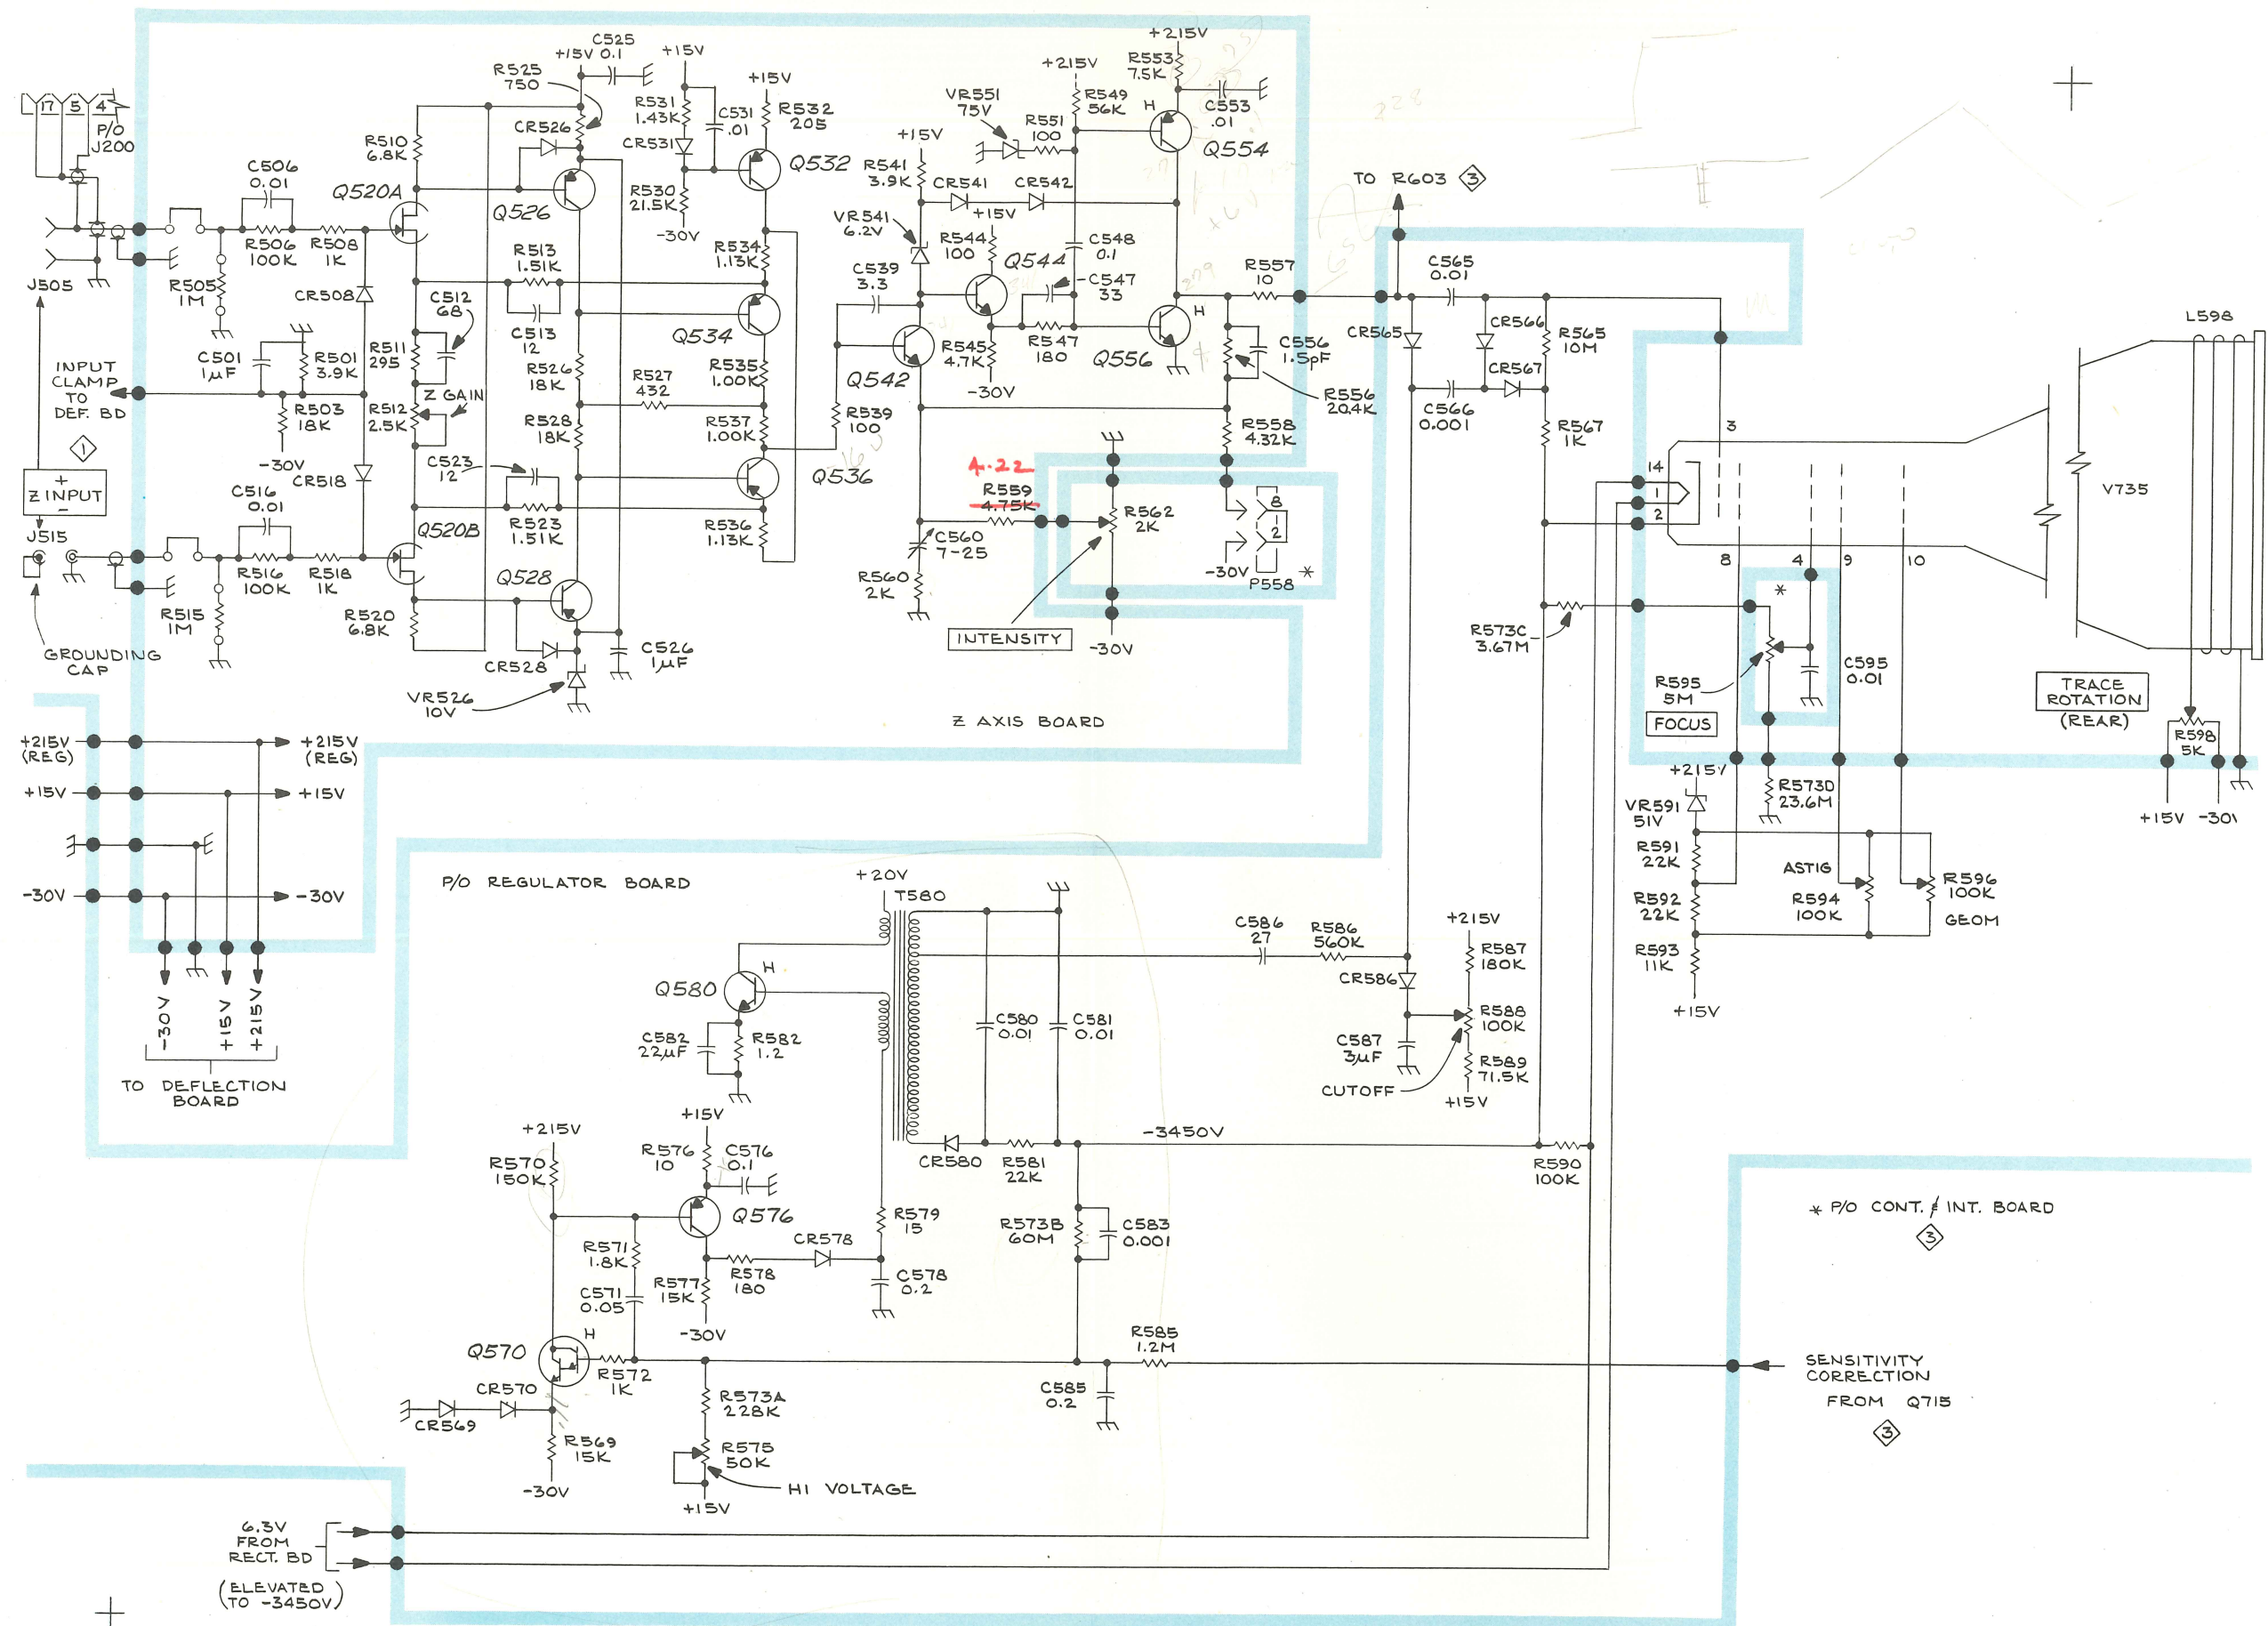 17 5 4
P/O
J200
J505
INPUT
CLAMP
TO
DEF. BD
1
+
Z INPUT
-
J515
GROUNDING
CAP
C506
0.01
R506
100K
R508
1K
R505
1M
CR508
C501
1µF
R501
3.9K
R503
18K
-30V
CR518
C516
0.01
R516
100K
R518
1K
R515
1M
R510
6.8K
Q520A
R511
295
C512
68
Z GAIN
R512
2.5K
Q520B
R520
6.8K
+15V
C525
0.1
R525
750
CR526
Q526
R513
1.51K
C513
12
R526
18K
R528
18K
R527
432
C523
12
R523
1.51K
Q528
CR528
VR526
10V
C526
1µF
+15V
R531
1.43K
C531
.01
CR531
R530
21.5K
-30V
+15V
R532
205
Q532
R534
1.13K
Q534
R535
1.00K
R537
1.00K
Q536
R536
1.13K
R539
100
C539
3.3
+15V
R541
3.9K
VR541
6.2V
CR541
CR542
Q542
+15V
R544
100
Q544
R545
4.7K
-30V
R547
180
C547
33
C548
0.1
VR551
75V
R551
100
+215V
R549
56K
+215V
R553
7.5K
H
C553
.01
Q554
H
Q556
R557
10
C556
1.5pF
R556
20.4K
R558
4.32K
4.22
R559
4.75K
C560
7-25
R560
2K
R562
2K
INTENSITY
-30V
8
1
2
-30V
P558
*
Z AXIS BOARD
TO R603 3
C565
0.01
CR565
CR566
R565
10M
CR567
C566
0.001
R567
1K
R573C
3.67M
3
14
1
2
8
4
9
10
V735
L598
*
R595
5M
FOCUS
C595
0.01
TRACE
ROTATION
(REAR)
R598
5K
+15V
-30V
+215V
VR591
51V
R573D
23.6M
R591
22K
R592
22K
R593
11K
+15V
ASTIG
R594
100K
R596
100K
GEOM
+215V
(REG)
+215V
(REG)
+15V
+15V
-30V
-30V
-30V
+15V
+215V
TO DEFLECTION
BOARD
P/O REGULATOR BOARD
+20V
T580
Q580
H
C582
22µF
R582
1.2
C580
0.01
C581
0.01
C586
27
R586
560K
CR586
C587
3µF
+215V
R587
180K
R588
100K
R589
71.5K
+15V
CUTOFF
CR580
R581
22K
-3450V
R590
100K
+215V
R570
150K
+15V
R576
10
C576
0.1
Q576
R571
1.8K
C571
0.05
R577
15K
-30V
R578
180
CR578
R579
15
C578
0.2
R573B
60M
C583
0.001
Q570
H
R572
1K
CR569
CR570
R569
15K
-30V
R573A
228K
R575
50K
+15V
HI VOLTAGE
C585
0.2
R585
1.2M
* P/O CONT. & INT. BOARD
3
SENSITIVITY
CORRECTION
FROM Q715
3
6.3V
FROM
RECT. BD
(ELEVATED
TO -3450V)